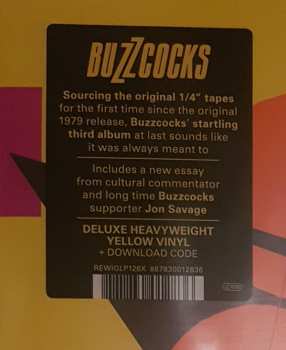 BUZZCOCKS
Sourcing the original 1/4" tapes
for the first time since the original
1979 release, Buzzcocks' startling
third album at last sounds like
it was always meant to
Includes a new essay
from cultural commentator
and long time Buzzcocks
supporter Jon Savage
DELUXE HEAVYWEIGHT
YELLOW VINYL
+ DOWNLOAD CODE
REWIGLP126X 887830012836